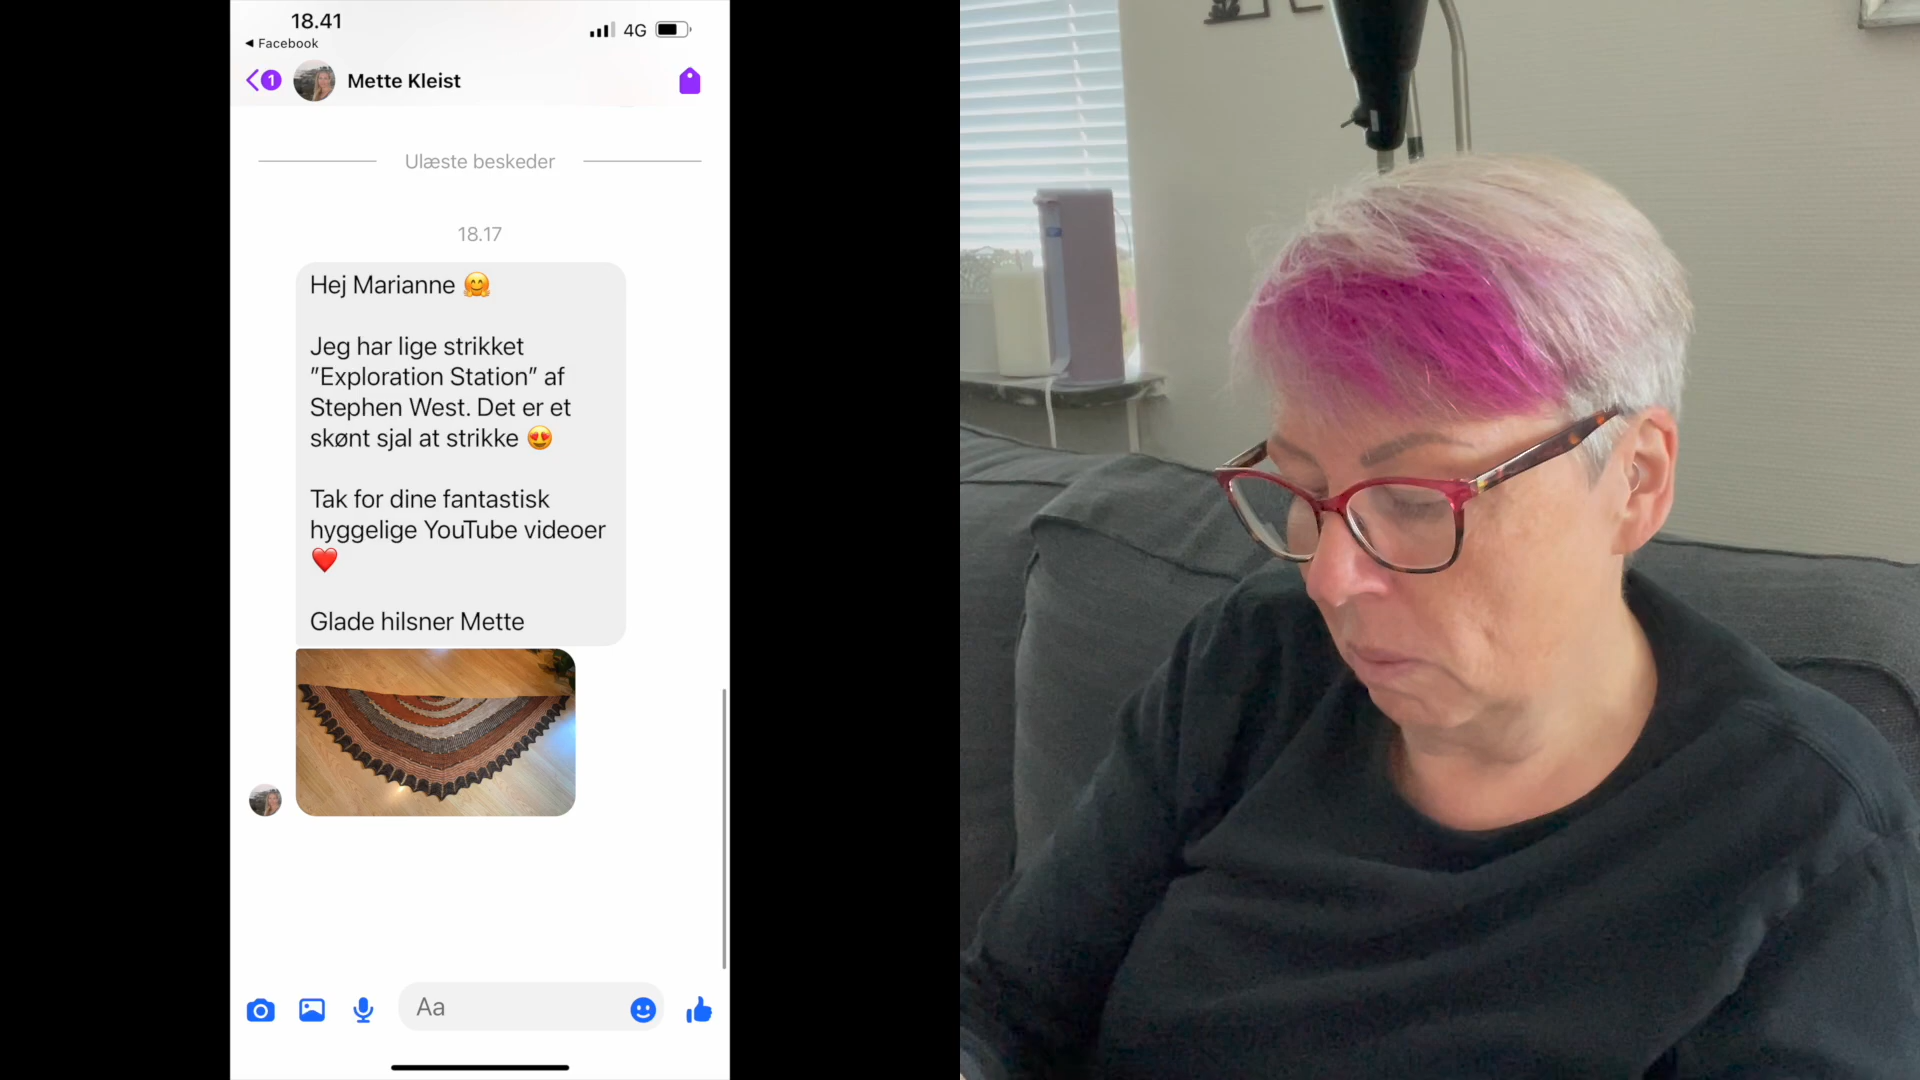 18.41
4G
◀ Facebook
1
Mette Kleist
Ulæste beskeder
18.17
Hej Marianne 🤗
Jeg har lige strikket
”Exploration Station” af
Stephen West. Det er et
skønt sjal at strikke 😍
Tak for dine fantastisk
hyggelige YouTube videoer
❤️
Glade hilsner Mette
Aa